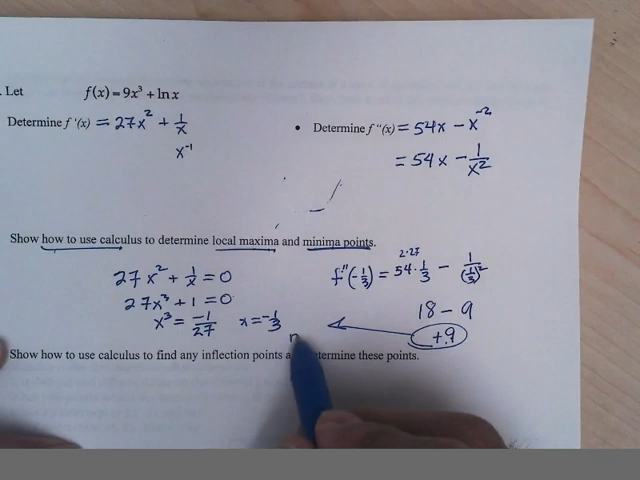 . Let f(x) = 9x³ + ln x
Determine f '(x) = 27x² + 1/x
x⁻¹
• Determine f "(x) = 54x − x⁻²
= 54x − 1/x²
Show how to use calculus to determine local maxima and minima points.
27x² + 1/x = 0
27x³ + 1 = 0
x³ = −1/27 x = −1/3
2·27
f"(−1/3) = 54·1/3 − 1/(1/3)²
18 − 9
+9
Show how to use calculus to find any inflection points a determine these points.